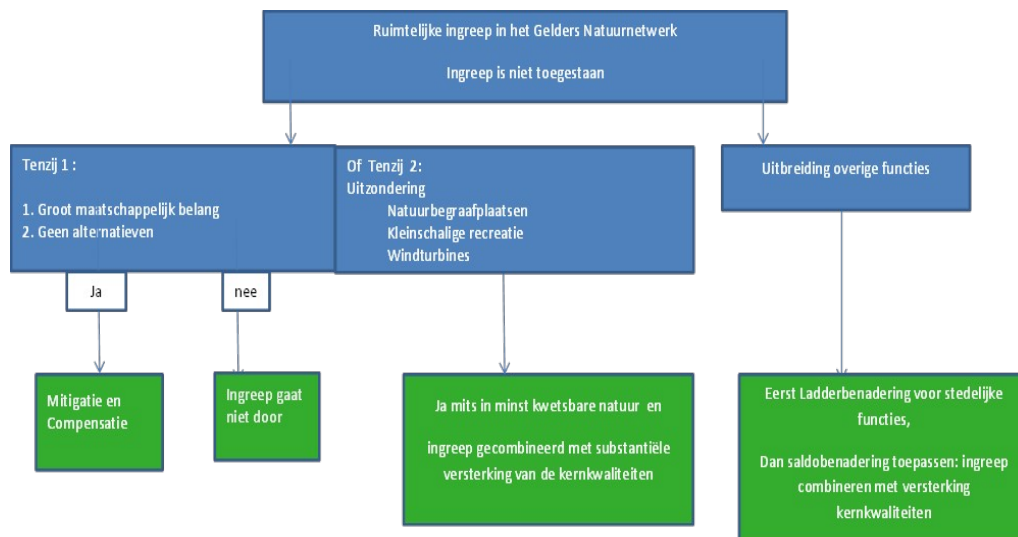 Ruimtelijke ingreep in het Gelders Natuurnetwerk
Ingreep is niet toegestaan
Tenzij 1 :
1. Groot maatschappelijk belang
2. Geen alternatieven
Of Tenzij 2:
Uitzondering
Natuurbegraafplaatsen
Kleinschalige recreatie
Windturbines
Uitbreiding overige functies
Ja
nee
Mitigatie en
Compensatie
Ingreep gaat
niet door
Ja mits in minst kwetsbare natuur en
ingreep gecombineerd met substantiële
versterking van de kernkwaliteiten
Eerst Ladderbenadering voor stedelijke
functies,
Dan saldobenadering toepassen: ingreep
combineren met versterking
kernkwaliteiten